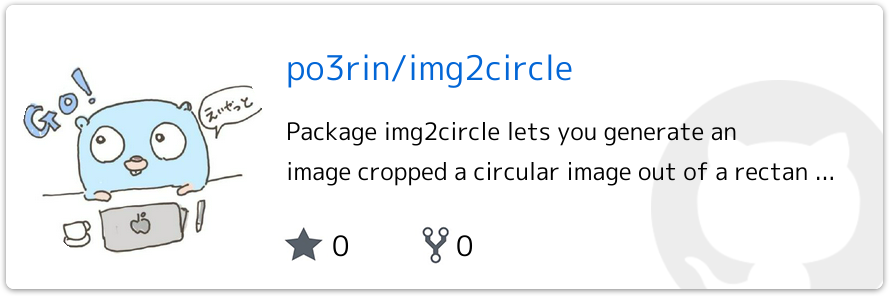 GO!
えいやっと
po3rin/img2circle
Package img2circle lets you generate an
image cropped a circular image out of a rectan ...
0
0